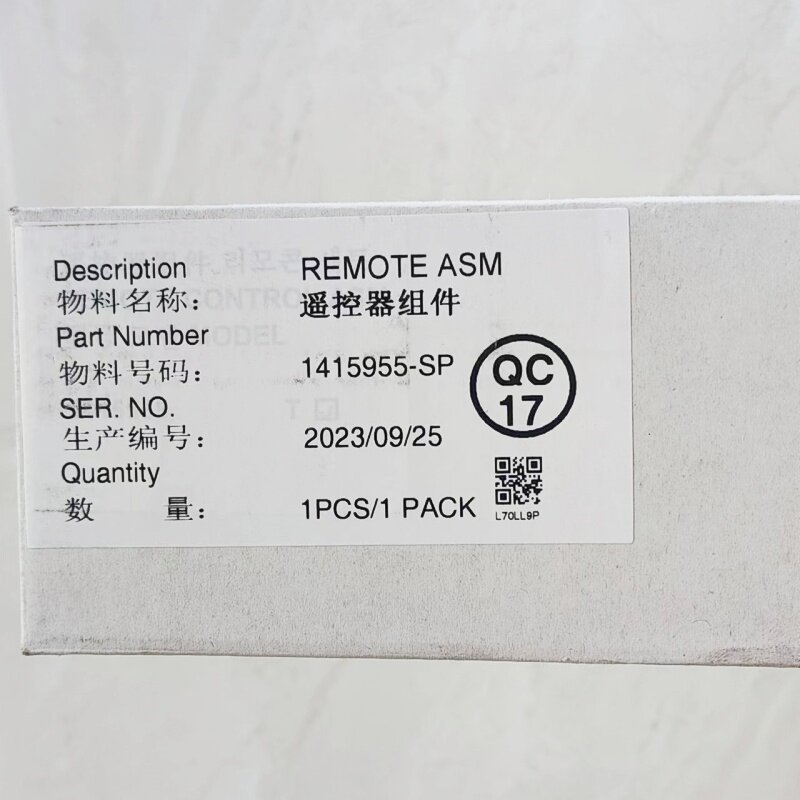 Description REMOTE ASM
物料名称: 遥控器组件
Part Number
物料号码: 1415955-SP
SER. NO.
生产编号: 2023/09/25
Quantity
数 量: 1PCS/1 PACK
QC
17
L70LL9P